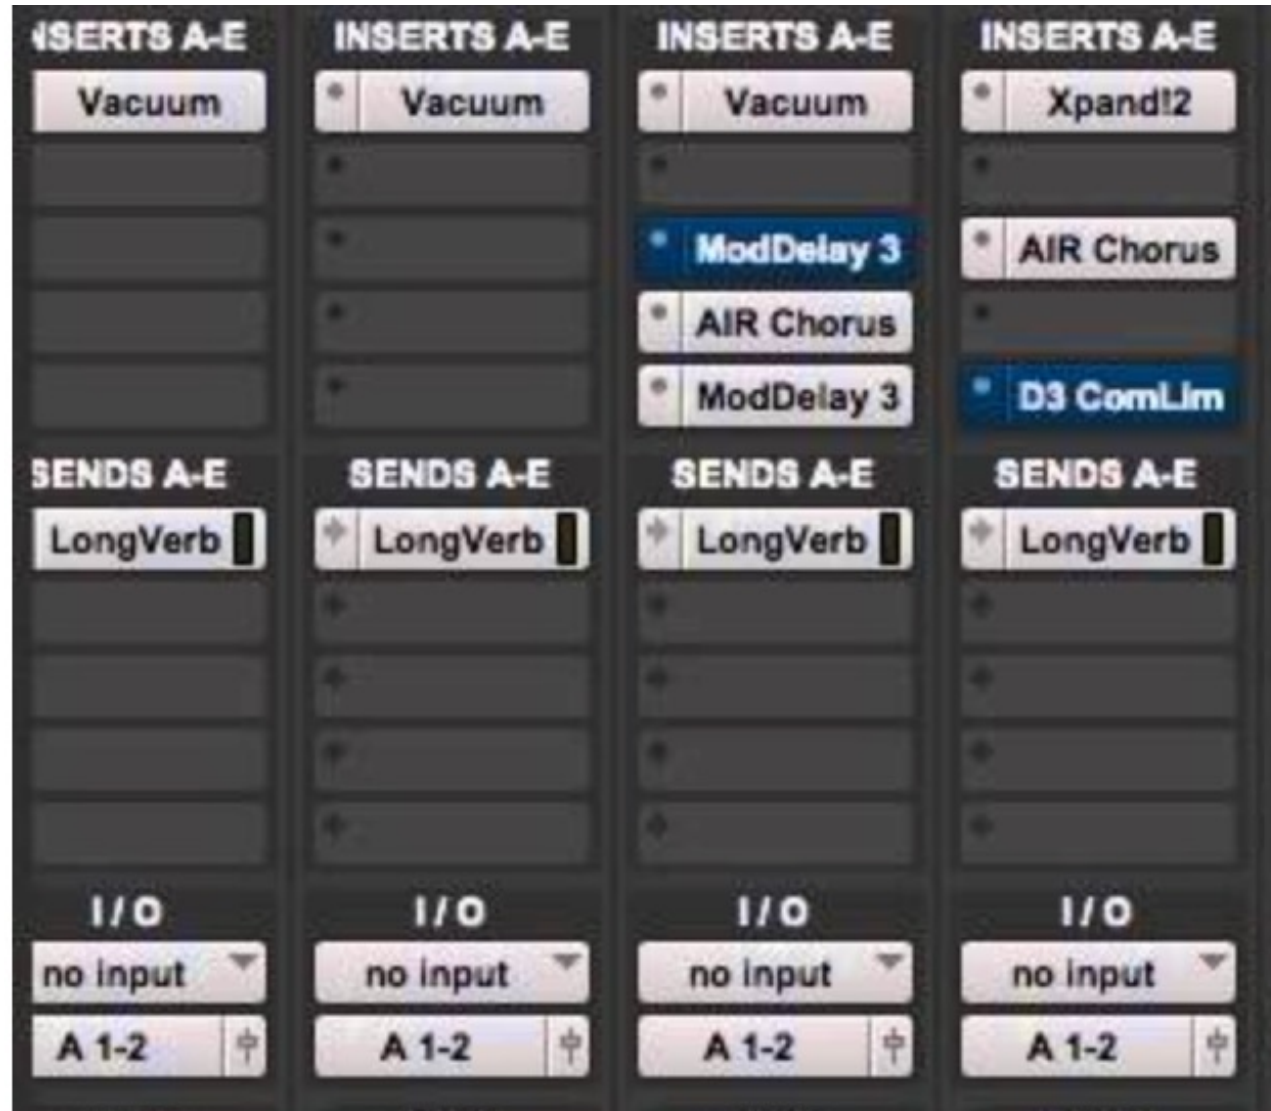 INSERTS A-E INSERTS A-E INSERTS A-E INSERTS A-E
Vacuum Vacuum Vacuum Xpand!2
ModDelay 3 AIR Chorus
AIR Chorus
ModDelay 3 D3 ComLim
SENDS A-E SENDS A-E SENDS A-E SENDS A-E
LongVerb LongVerb LongVerb LongVerb
I / O I / O I / O I / O
no input no input no input no input
A 1-2 A 1-2 A 1-2 A 1-2